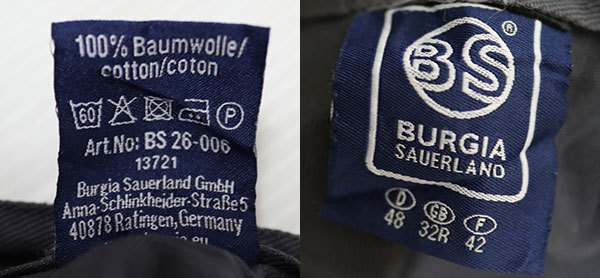 100% Baumwolle/
cotton/coton
60 P
Art.No: BS 26-006
13721
Burgia Sauerland GmbH
Anna-Schlinkheider-Straße 5
40878 Ratingen, Germany
BS®
BURGIA
SAUERLAND
D GB F
48 32R 42